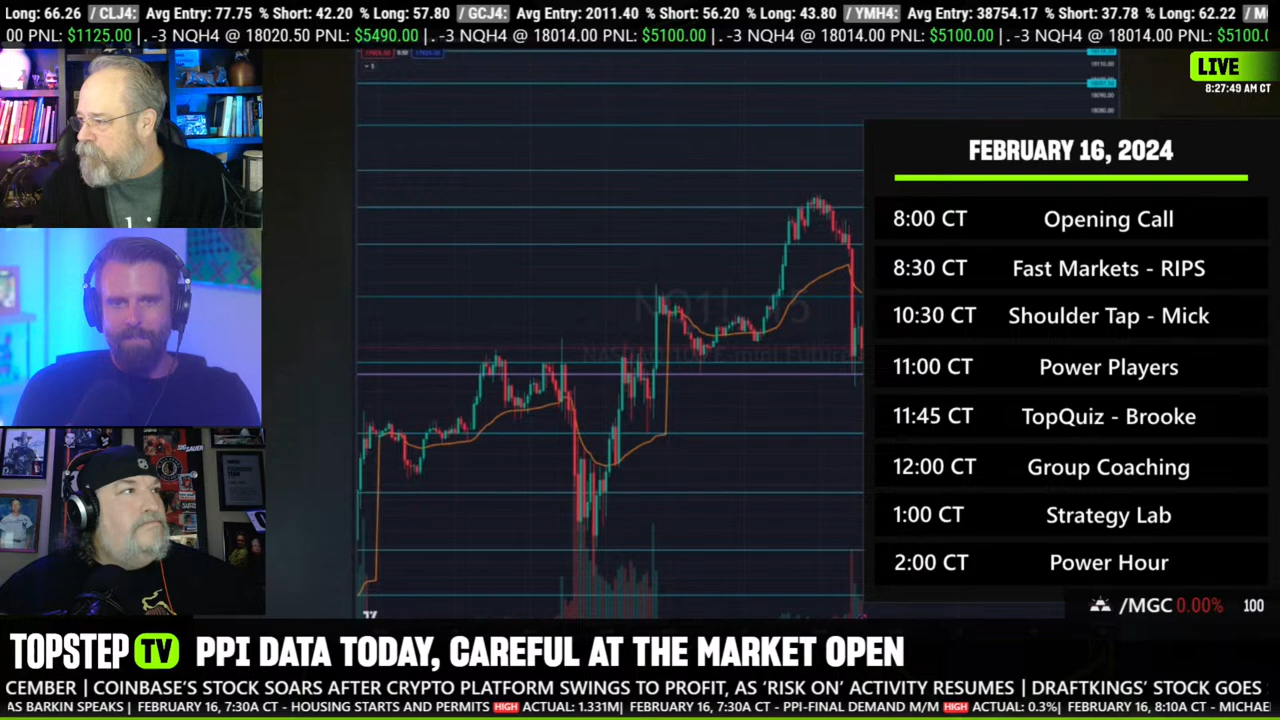 Long: 66.26 / CLJ4: Avg Entry: 77.75 % Short: 42.20 % Long: 57.80 / GCJ4: Avg Entry: 2011.40 % Short: 56.20 % Long: 43.80 / YMH4: Avg Entry: 38754.17 % Short: 37.78 % Long: 62.22
00 PNL: $1125.00 | . -3 NQH4 @ 18020.50 PNL: $5490.00 | . -3 NQH4 @ 18014.00 PNL: $5100.00 | . -3 NQH4 @ 18014.00 PNL: $5100.00 | . -3 NQH4 @ 18014.00 PNL: $5100.0
LIVE
8:27:49 AM CT
FEBRUARY 16, 2024
8:00 CT Opening Call
8:30 CT Fast Markets - RIPS
10:30 CT Shoulder Tap - Mick
11:00 CT Power Players
11:45 CT TopQuiz - Brooke
12:00 CT Group Coaching
1:00 CT Strategy Lab
2:00 CT Power Hour
/MGC 0.00% 100
TOPSTEP TV PPI DATA TODAY, CAREFUL AT THE MARKET OPEN
CEMBER | COINBASE'S STOCK SOARS AFTER CRYPTO PLATFORM SWINGS TO PROFIT, AS 'RISK ON' ACTIVITY RESUMES | DRAFTKINGS' STOCK GOES
AS BARKIN SPEAKS | FEBRUARY 16, 7:30A CT - HOUSING STARTS AND PERMITS HIGH ACTUAL: 1.331M| FEBRUARY 16, 7:30A CT - PPI-FINAL DEMAND M/M HIGH ACTUAL: 0.3%| FEBRUARY 16, 8:10A CT - MICHAE